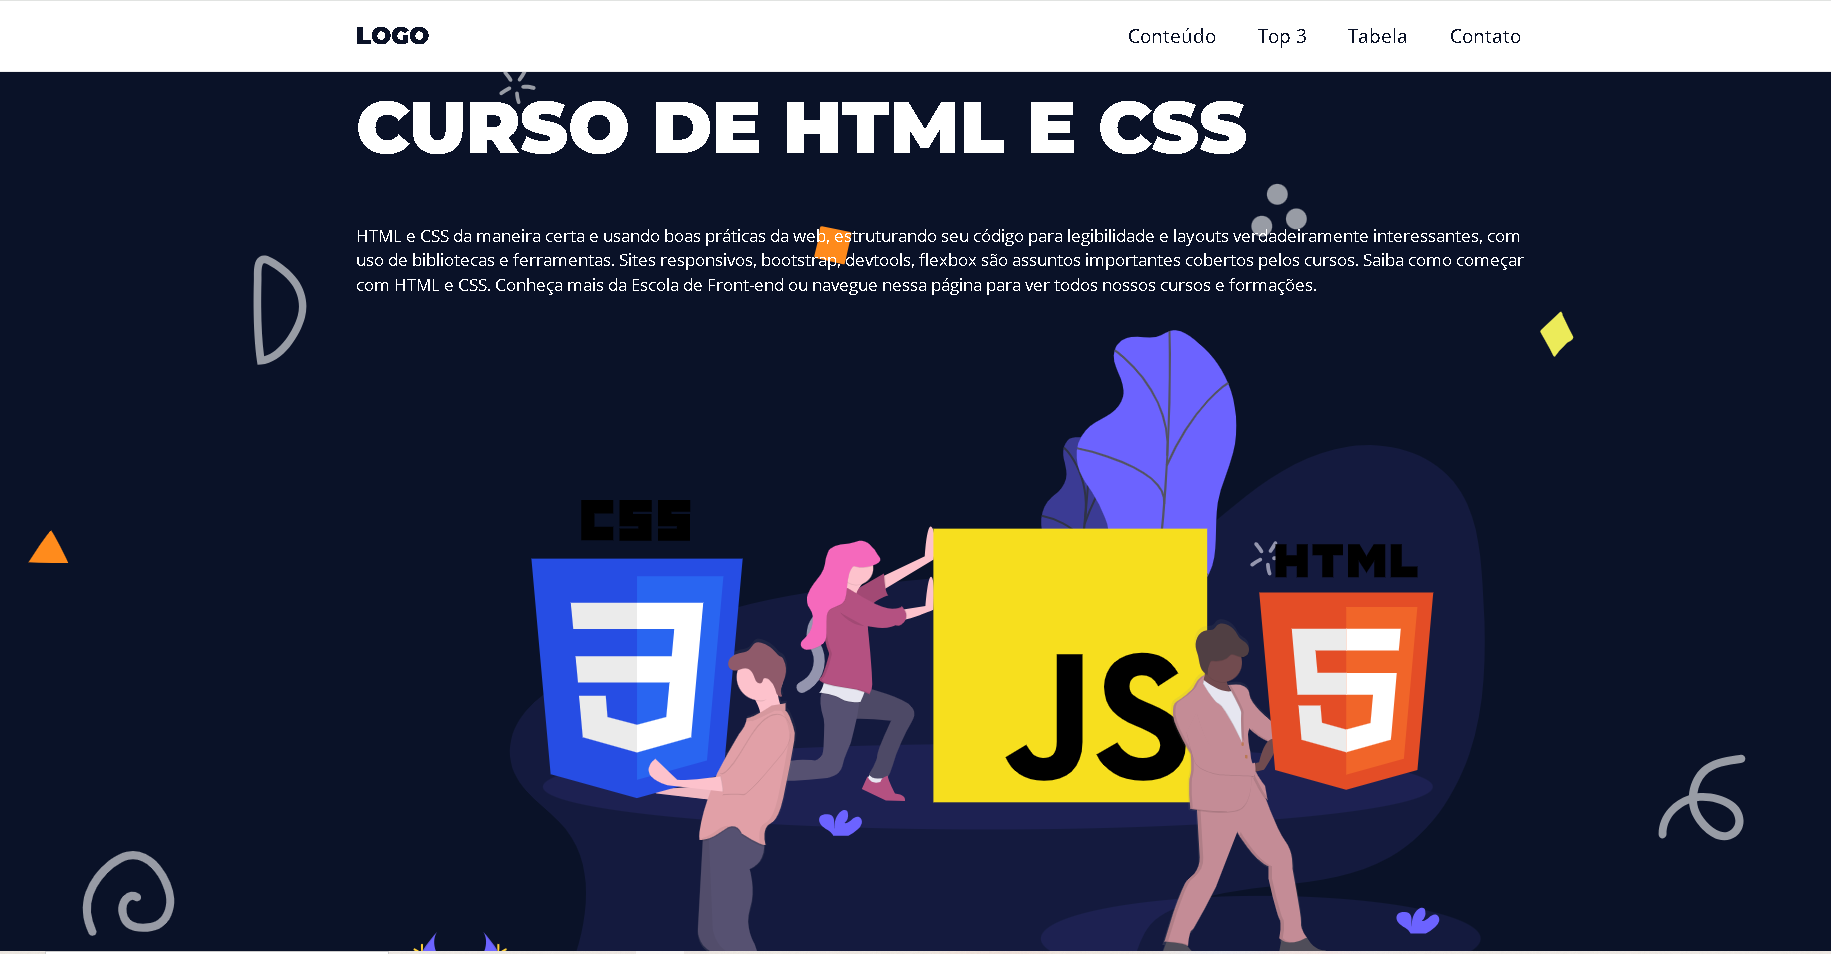 LOGO
Conteúdo Top 3 Tabela Contato
CURSO DE HTML E CSS
HTML e CSS da maneira certa e usando boas práticas da web, estruturando seu código para legibilidade e layouts verdadeiramente interessantes, com
uso de bibliotecas e ferramentas. Sites responsivos, bootstrap, devtools, flexbox são assuntos importantes cobertos pelos cursos. Saiba como começar
com HTML e CSS. Conheça mais da Escola de Front-end ou navegue nessa página para ver todos nossos cursos e formações.
CSS
3
JS
HTML
5